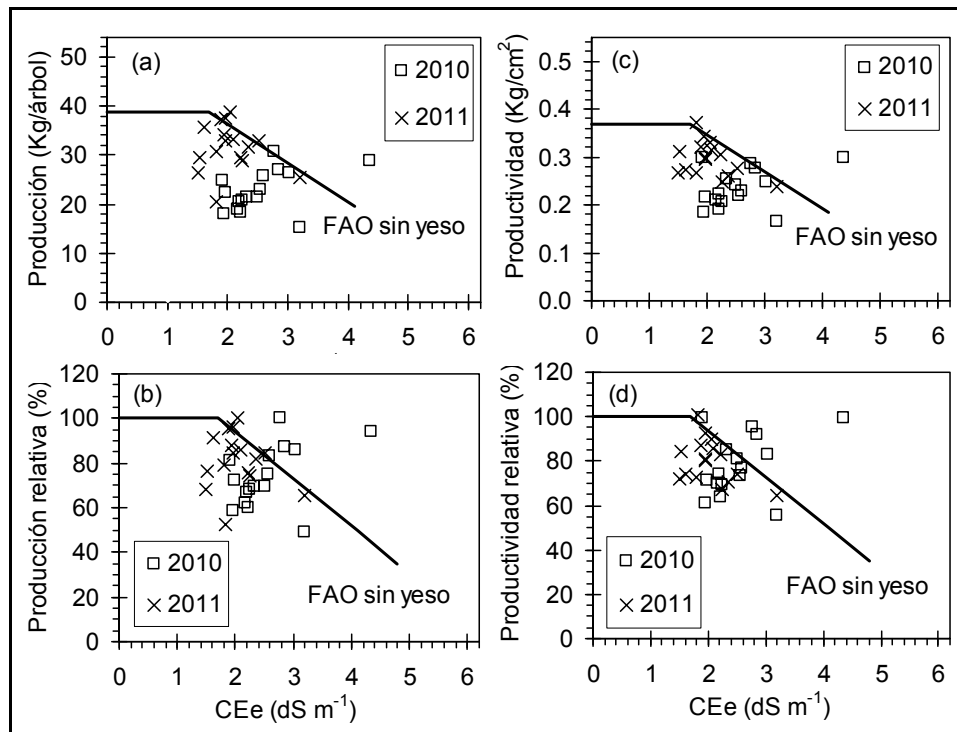 (a)
2010
2011
Producción (Kg/árbol)
50
40
30
20
10
0
FAO sin yeso
0 1 2 3 4 5 6
(c)
2010
2011
Productividad (Kg/cm²)
0.5
0.4
0.3
0.2
0.1
0.0
FAO sin yeso
0 1 2 3 4 5 6
(b)
Producción relativa (%)
120
100
80
60
40
20
0
2010
2011
FAO sin yeso
0 1 2 3 4 5 6
CEe (dS m⁻¹)
(d)
Productividad relativa (%)
120
100
80
60
40
20
0
2010
2011
FAO sin yeso
0 1 2 3 4 5 6
CEe (dS m⁻¹)